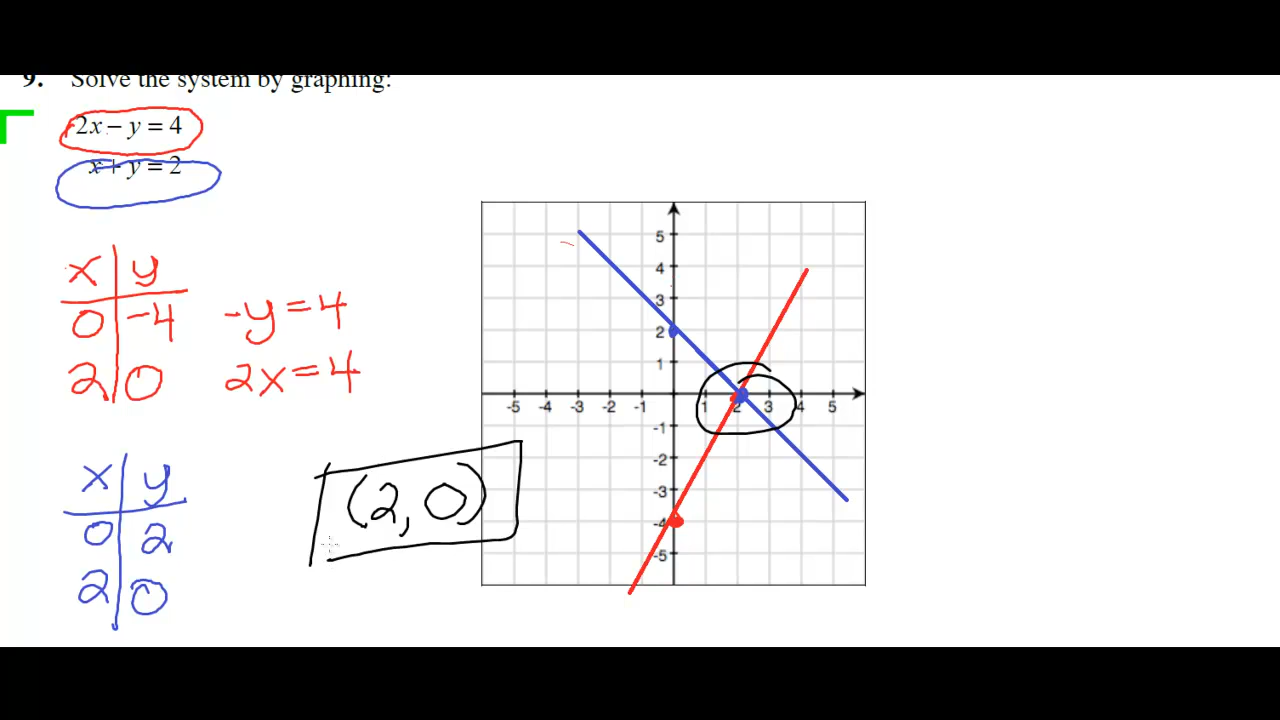 9. Solve the system by graphing:
2x – y = 4
x + y = 2
x y
0 -4 -y = 4
2 0 2x = 4
x y
0 2
2 0
(2, 0)
5
4
3
2
1
-5 -4 -3 -2 -1 1 2 3 4 5
-1
-2
-3
-4
-5